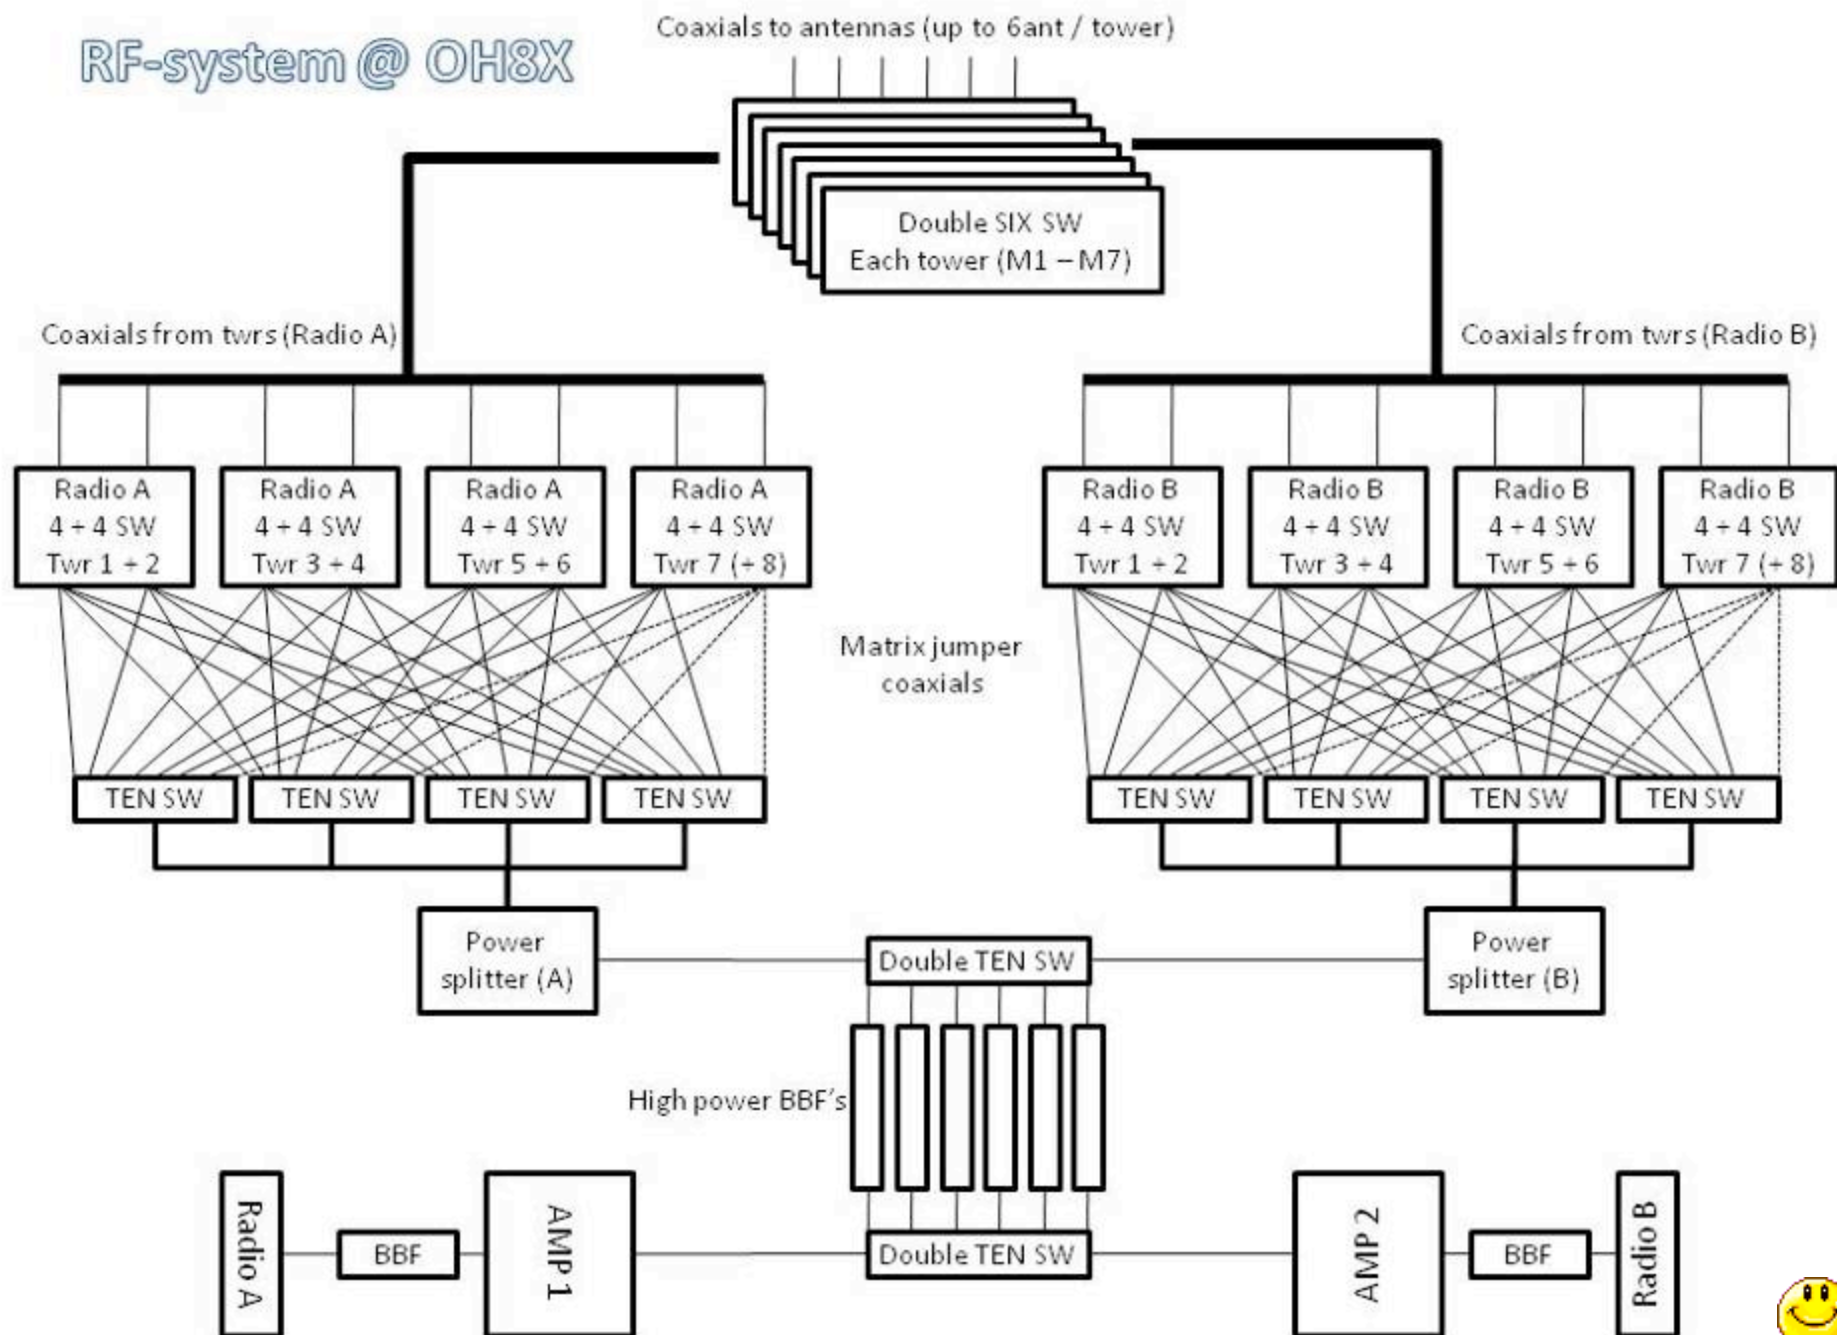 RF-system @ OH8X
Coaxials to antennas (up to 6ant / tower)
Double SIX SW
Each tower (M1 – M7)
Coaxials from twrs (Radio A)
Coaxials from twrs (Radio B)
Radio A
4 + 4 SW
Twr 1 + 2
Radio A
4 + 4 SW
Twr 3 + 4
Radio A
4 + 4 SW
Twr 5 + 6
Radio A
4 + 4 SW
Twr 7 (+ 8)
Radio B
4 + 4 SW
Twr 1 + 2
Radio B
4 + 4 SW
Twr 3 + 4
Radio B
4 + 4 SW
Twr 5 + 6
Radio B
4 + 4 SW
Twr 7 (+ 8)
Matrix jumper
coaxials
TEN SW
TEN SW
TEN SW
TEN SW
TEN SW
TEN SW
TEN SW
TEN SW
Power
splitter (A)
Double TEN SW
Power
splitter (B)
High power BBF's
Radio A
BBF
AMP 1
Double TEN SW
AMP 2
BBF
Radio B